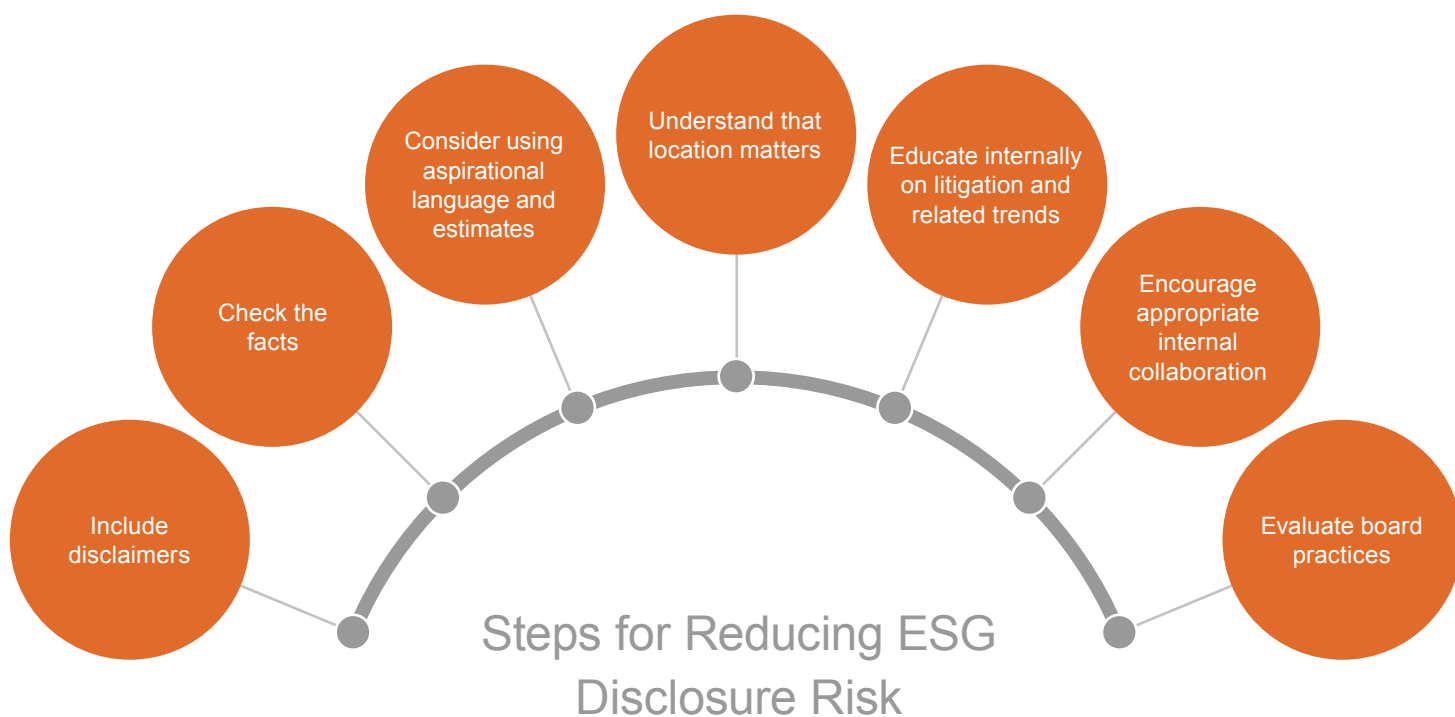 Include
disclaimers
Check the
facts
Consider using
aspirational
language and
estimates
Understand that
location matters
Educate internally
on litigation and
related trends
Encourage
appropriate
internal
collaboration
Evaluate board
practices
Steps for Reducing ESG
Disclosure Risk